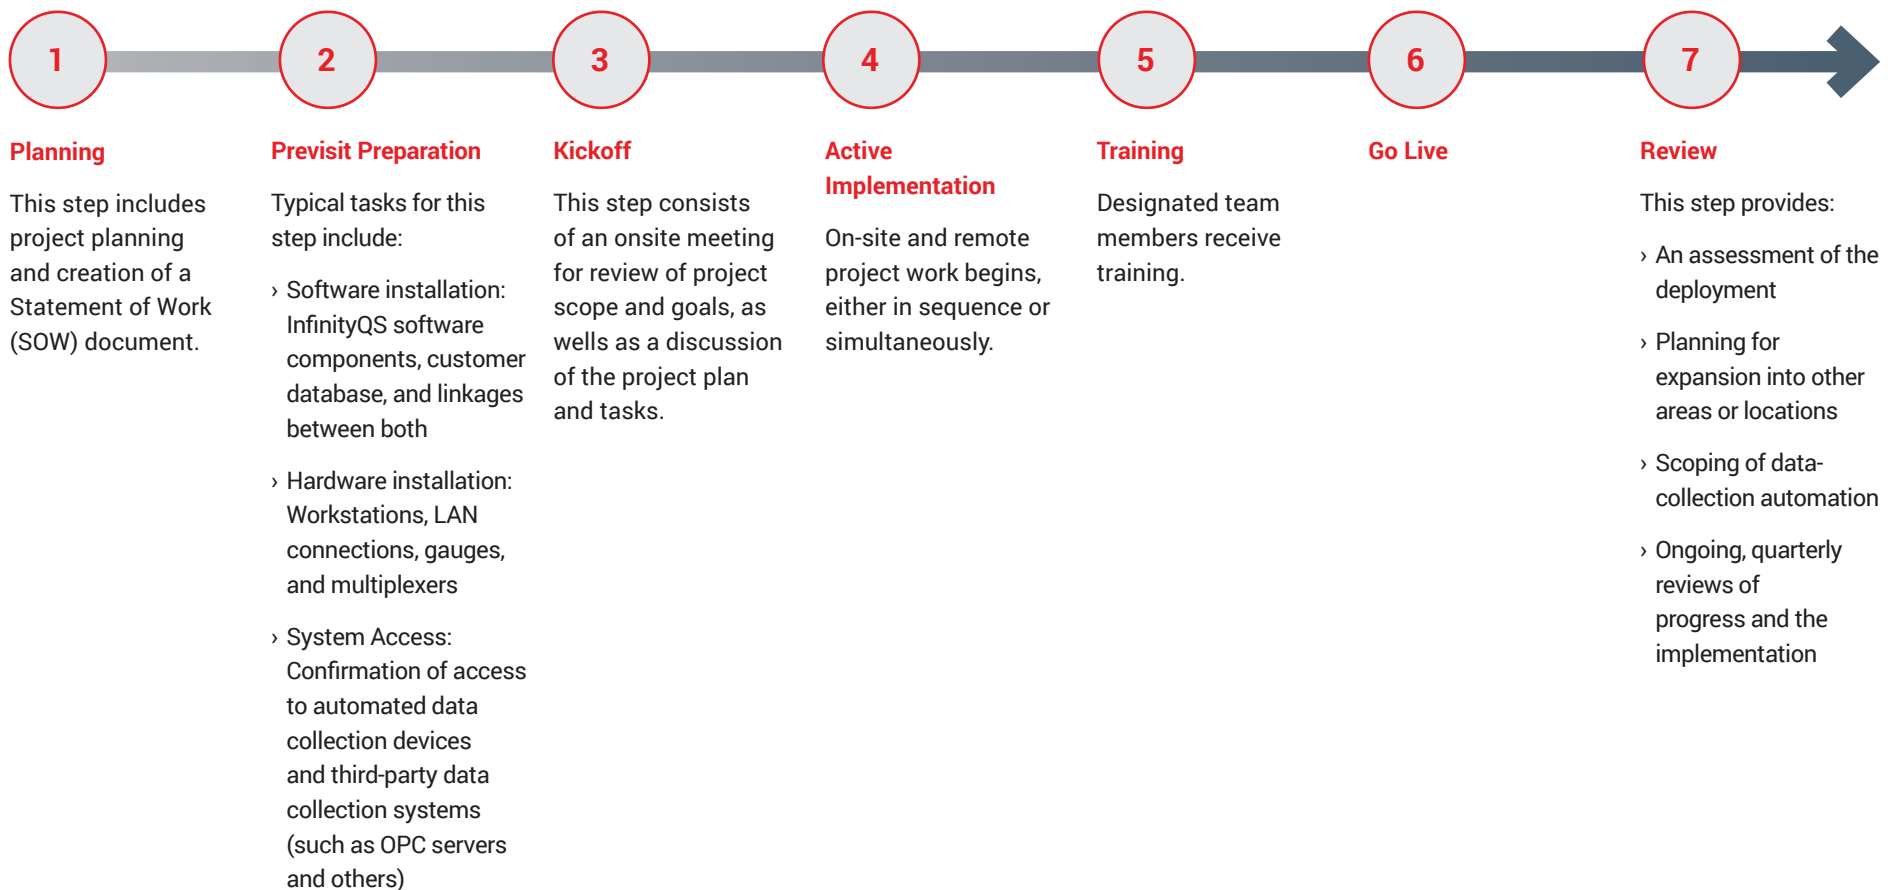 1
2
3
4
5
6
7
Planning
This step includes
project planning
and creation of a
Statement of Work
(SOW) document.
Previsit Preparation
Typical tasks for this
step include:
› Software installation:
InfinityQS software
components, customer
database, and linkages
between both
› Hardware installation:
Workstations, LAN
connections, gauges,
and multiplexers
› System Access:
Confirmation of access
to automated data
collection devices
and third-party data
collection systems
(such as OPC servers
and others)
Kickoff
This step consists
of an onsite meeting
for review of project
scope and goals, as
wells as a discussion
of the project plan
and tasks.
Active
Implementation
On-site and remote
project work begins,
either in sequence or
simultaneously.
Training
Designated team
members receive
training.
Go Live
Review
This step provides:
› An assessment of the
deployment
› Planning for
expansion into other
areas or locations
› Scoping of data-
collection automation
› Ongoing, quarterly
reviews of
progress and the
implementation